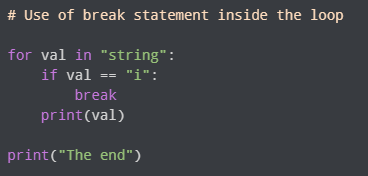 # Use of break statement inside the loop
for val in "string":
    if val == "i":
        break
    print(val)
print("The end")